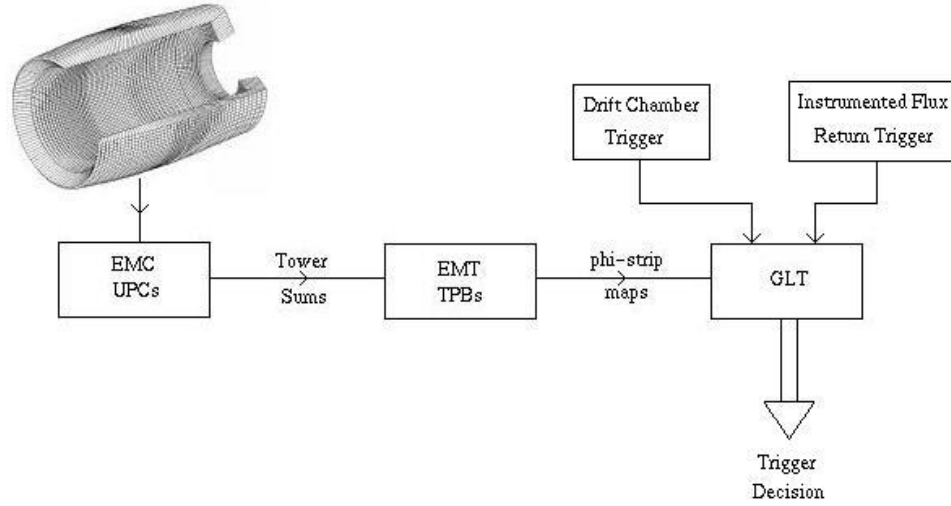 Drift Chamber
Trigger
Instrumented Flux
Return Trigger
EMC
UPCs
Tower
Sums
EMT
TPBs
phi-strip
maps
GLT
Trigger
Decision